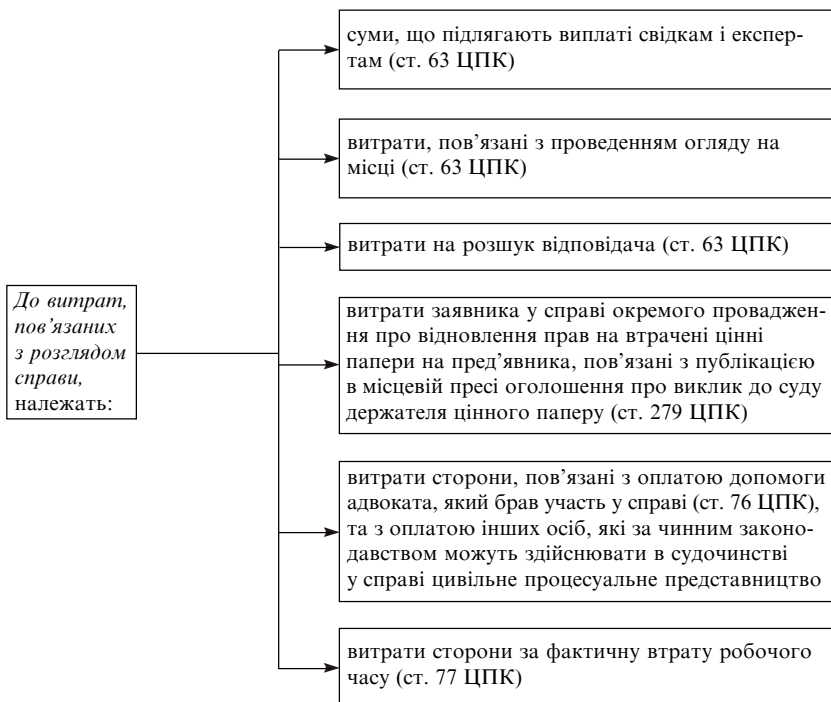 До витрат,
пов’язаних
з розглядом
справи,
належать:
суми, що підлягають виплаті свідкам і експер-
там (ст. 63 ЦПК)
витрати, пов’язані з проведенням огляду на
місці (ст. 63 ЦПК)
витрати на розшук відповідача (ст. 63 ЦПК)
витрати заявника у справі окремого проваджен-
ня про відновлення прав на втрачені цінні
папери на пред’явника, пов’язані з публікацією
в місцевій пресі оголошення про виклик до суду
держателя цінного паперу (ст. 279 ЦПК)
витрати сторони, пов’язані з оплатою допомоги
адвоката, який брав участь у справі (ст. 76 ЦПК),
та з оплатою інших осіб, які за чинним законо-
давством можуть здійснювати в судочинстві
у справі цивільне процесуальне представництво
витрати сторони за фактичну втрату робочого
часу (ст. 77 ЦПК)